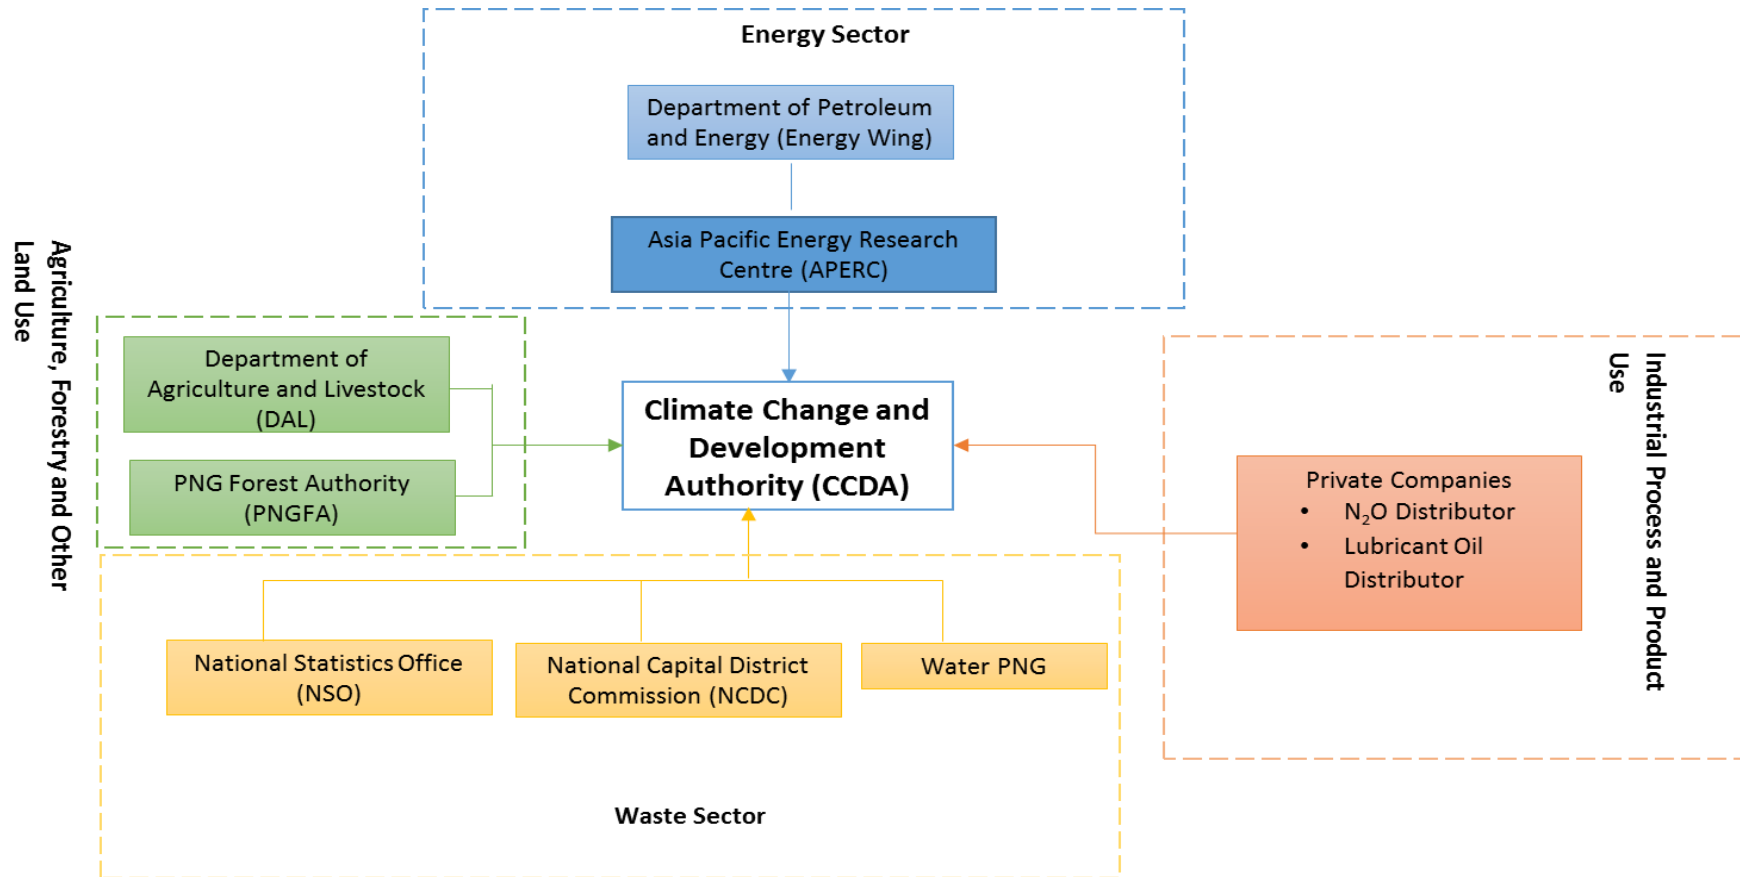 Energy Sector
Department of Petroleum
and Energy (Energy Wing)
Asia Pacific Energy Research
Centre (APERC)
Agriculture, Forestry and Other
Land Use
Department of
Agriculture and Livestock
(DAL)
PNG Forest Authority
(PNGFA)
Climate Change and
Development
Authority (CCDA)
Industrial Process and Product
Use
Private Companies
• N₂O Distributor
• Lubricant Oil
Distributor
National Statistics Office
(NSO)
National Capital District
Commission (NCDC)
Water PNG
Waste Sector